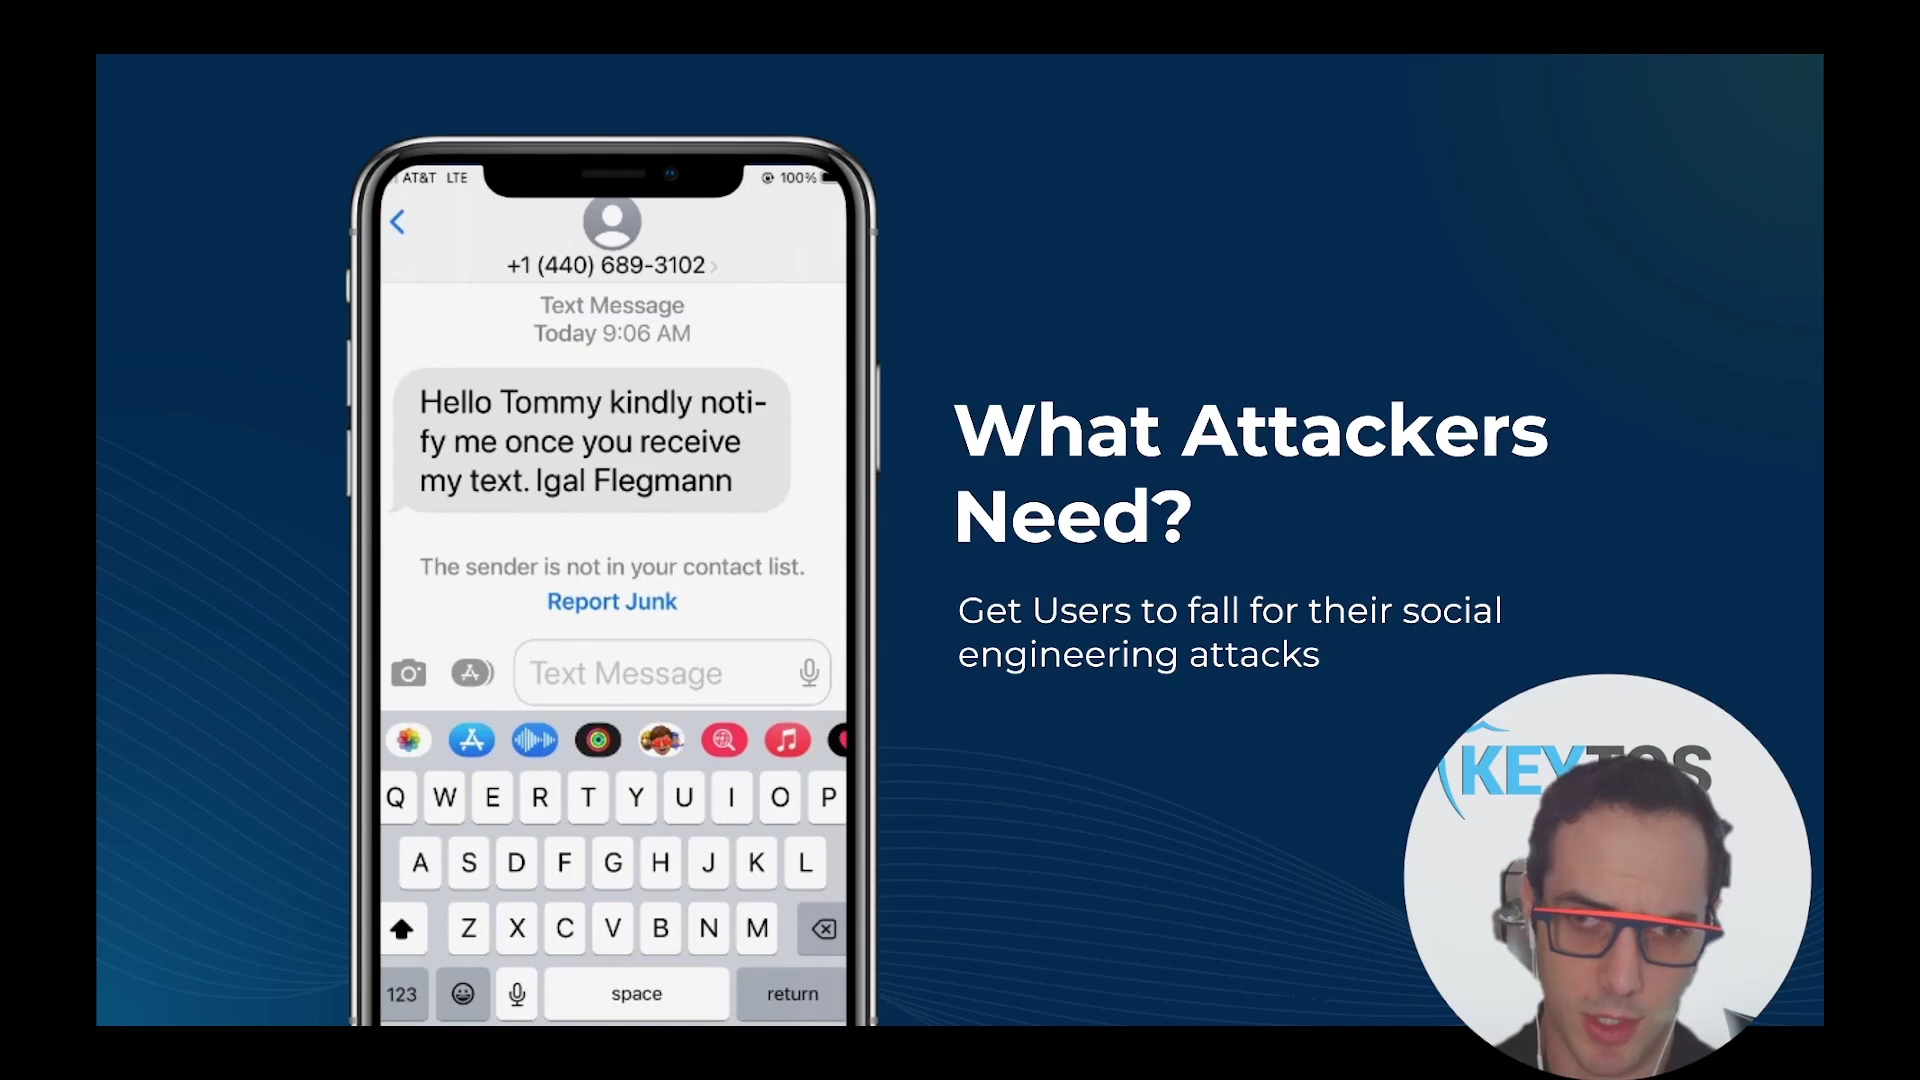 AT&T LTE
100%
+1 (440) 689-3102
Text Message
Today 9:06 AM
Hello Tommy kindly noti-
fy me once you receive
my text. Igal Flegmann
The sender is not in your contact list.
Report Junk
Text Message
Q W E R T Y U I O P
A S D F G H J K L
Z X C V B N M
123 space return
What Attackers
Need?
Get Users to fall for their social
engineering attacks
KEYTOS